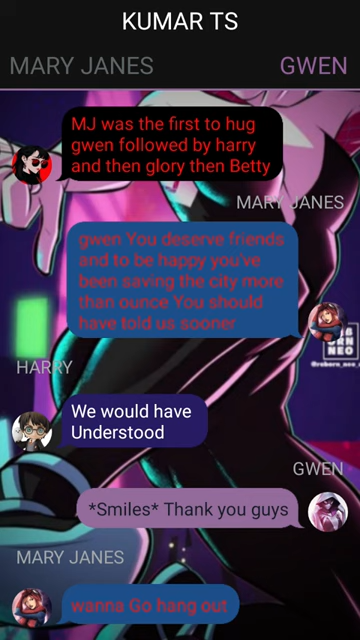 KUMAR TS
MARY JANES
GWEN
MJ was the first to hug
gwen followed by harry
and then glory then Betty
MARY JANES
gwen You deserve friends
and to be happy you've
been saving the city more
than ounce You should
have told us sooner
HARRY
We would have
Understood
GWEN
*Smiles* Thank you guys
MARY JANES
wanna Go hang out